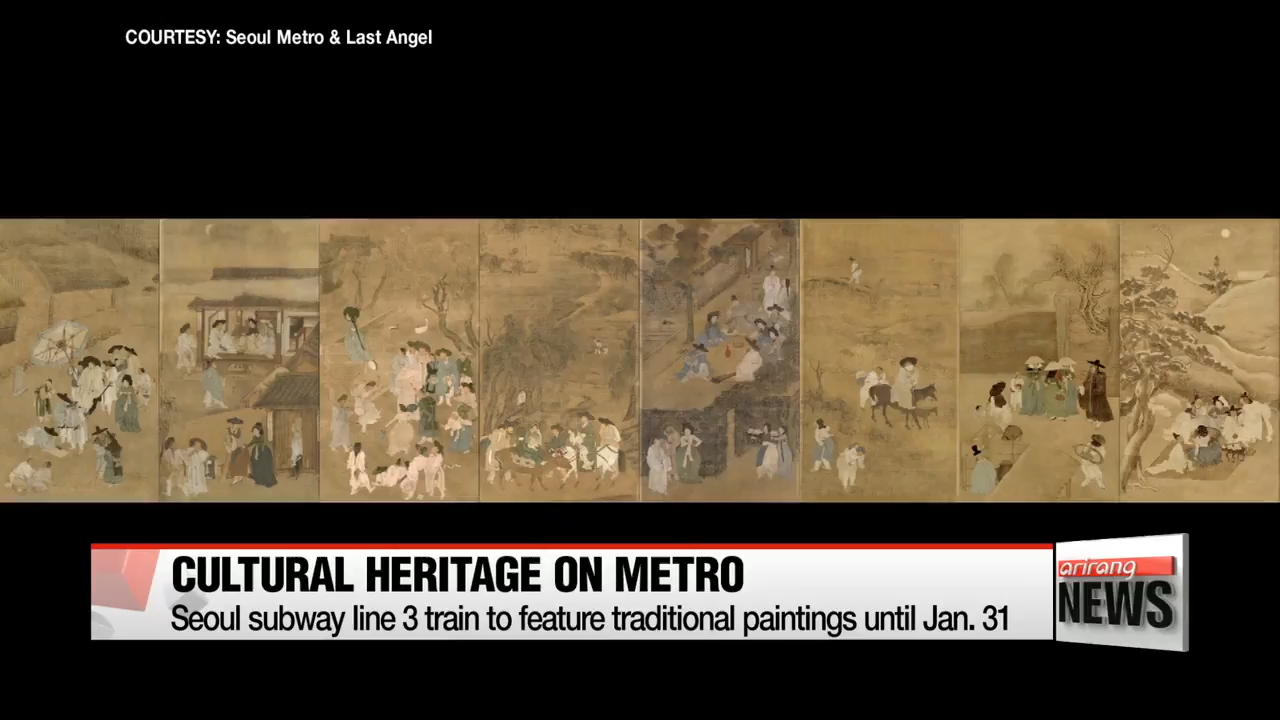 COURTESY: Seoul Metro & Last Angel
CULTURAL HERITAGE ON METRO
Seoul subway line 3 train to feature traditional paintings until Jan. 31
arirang
NEWS